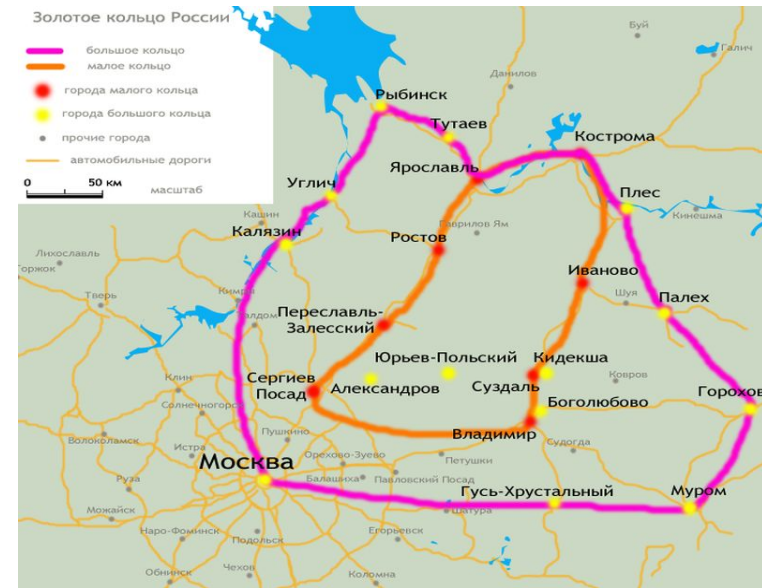 Золотое кольцо России
большое кольцо
малое кольцо
города малого кольца
города большого кольца
прочие города
автомобильные дороги
0 50 км
масштаб
Буй
Галич
Данилов
Рыбинск
Тутаев
Кострома
Ярославль
Углич
Плес
Кинешма
Кашин
Гаврилов Ям
Калязин
Ростов
Лихославль
Торжок
Иваново
Тверь
Кимры
Шуя
Палех
Талдом
Переславль-
Залесский
Юрьев-Польский
Кидекша
Клин
Сергиев
Посад
Александров
Суздаль
Ковров
Горохов
Солнечногорск
Боголюбово
Пушкино
Владимир
Волоколамск
Истра
Орехово-Зуево
Петушки
Судогда
Москва
Балашиха
Павловский Посад
Руза
Гусь-Хрустальный
Муром
Можайск
Шатура
Наро-Фоминск
Подольск
Егорьевск
Обнинск
Чехов
Коломна